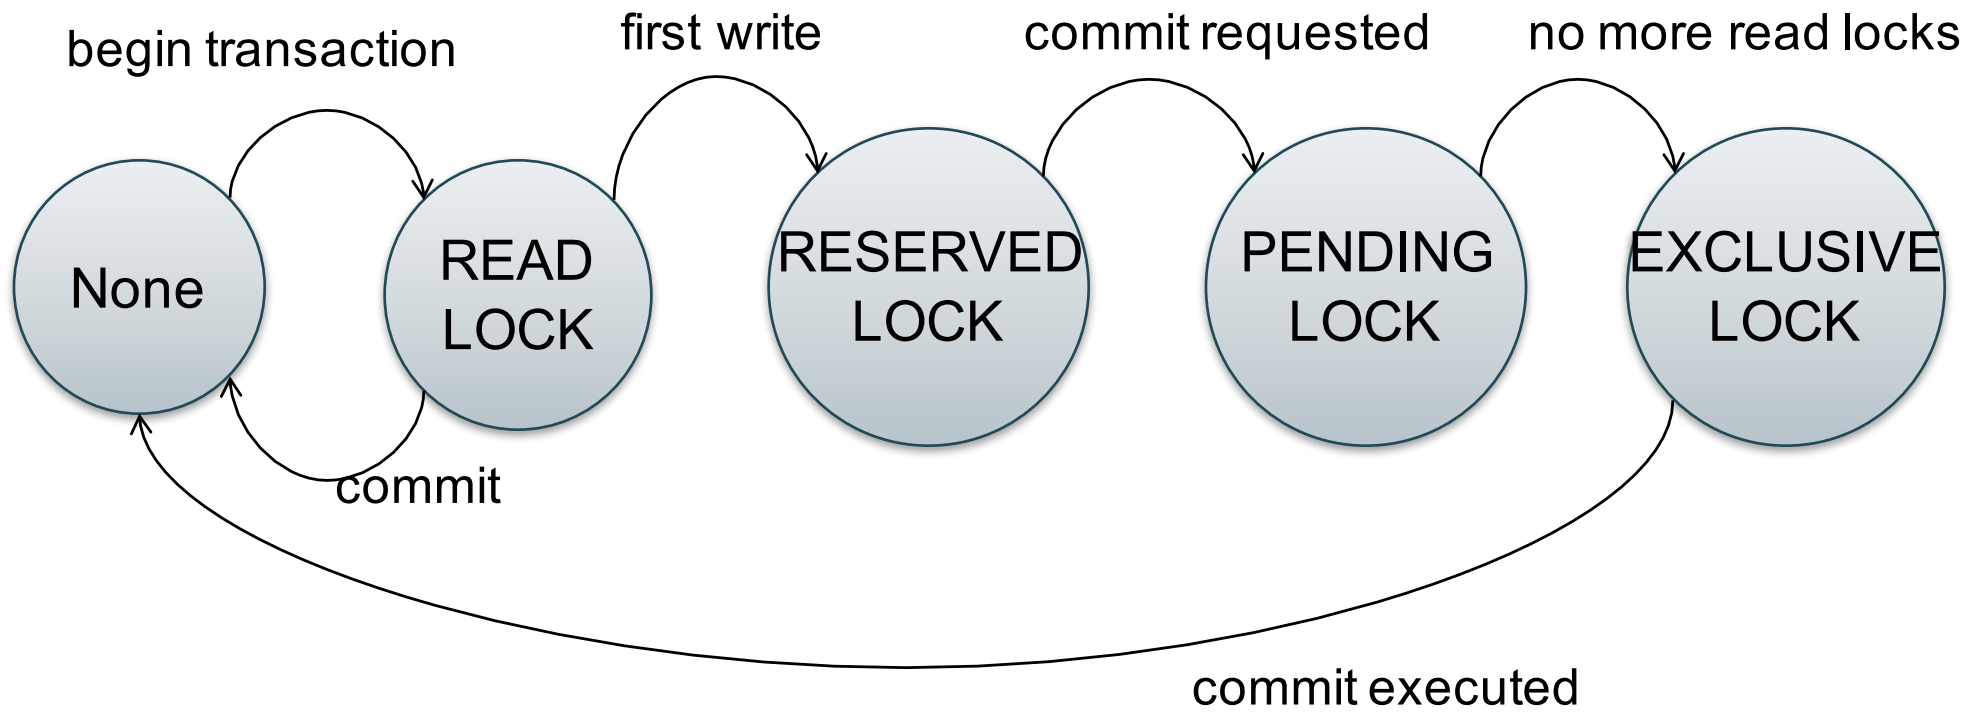 begin transaction
first write
commit requested
no more read locks
None
READ
LOCK
RESERVED
LOCK
PENDING
LOCK
EXCLUSIVE
LOCK
commit
commit executed